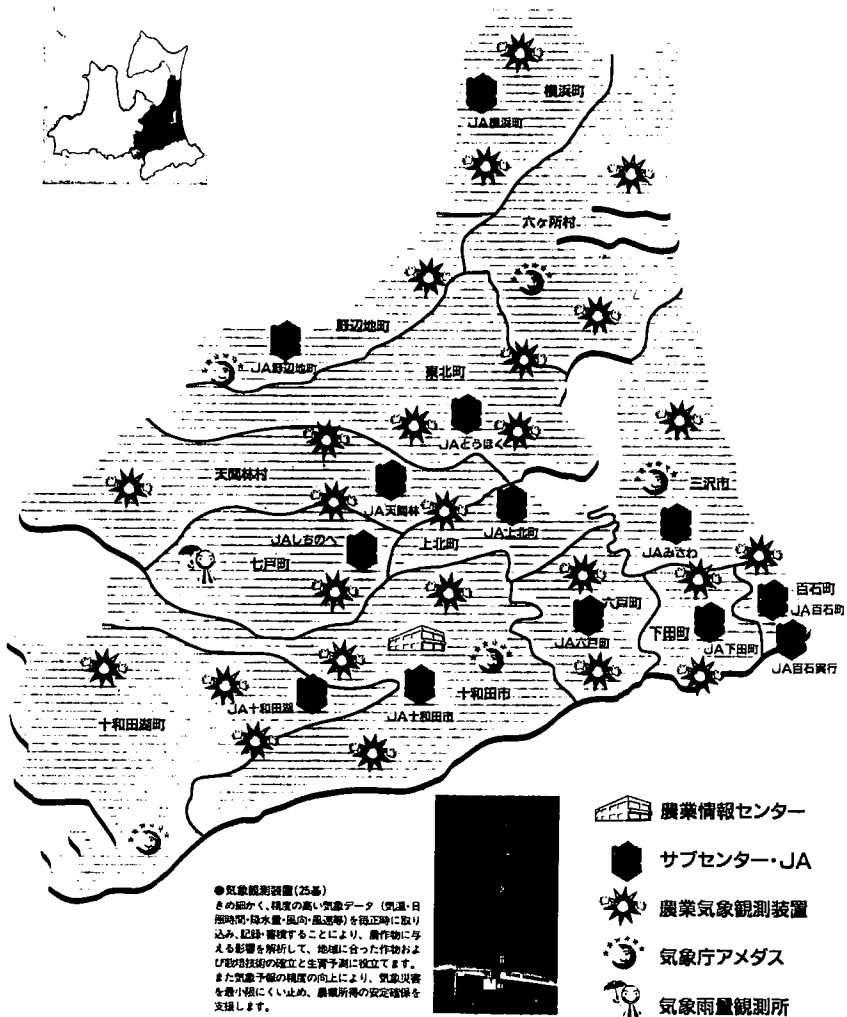 横浜町
JA横浜町
六ヶ所村
野辺地町
JA野辺地町
東北町
JAとうほく
天間林村
JA天間林
三沢市
JA上北町
JAみさわ
JAしちのへ
上北町
七戸町
百石町
JA百石町
六戸町
下田町
JA六戸町
JA下田町
JA百石実行
十和田市
JA十和田湖
JA十和田市
十和田湖町
農業情報センター
サブセンター・JA
農業気象観測装置
気象庁アメダス
気象雨量観測所
●気象観測装置(25基)
きめ細かく、精度の高い気象データ（気温・日
照時間・降水量・風向・風速等）を毎正時に取り
込み、記録・蓄積することにより、農作物に与
える影響を解析して、地域に合った作物およ
び栽培技術の確立と生育予測に役立てます。
また気象予報の精度の向上により、気象災害
を最小限にくい止め、農業所得の安定確保を
支援します。